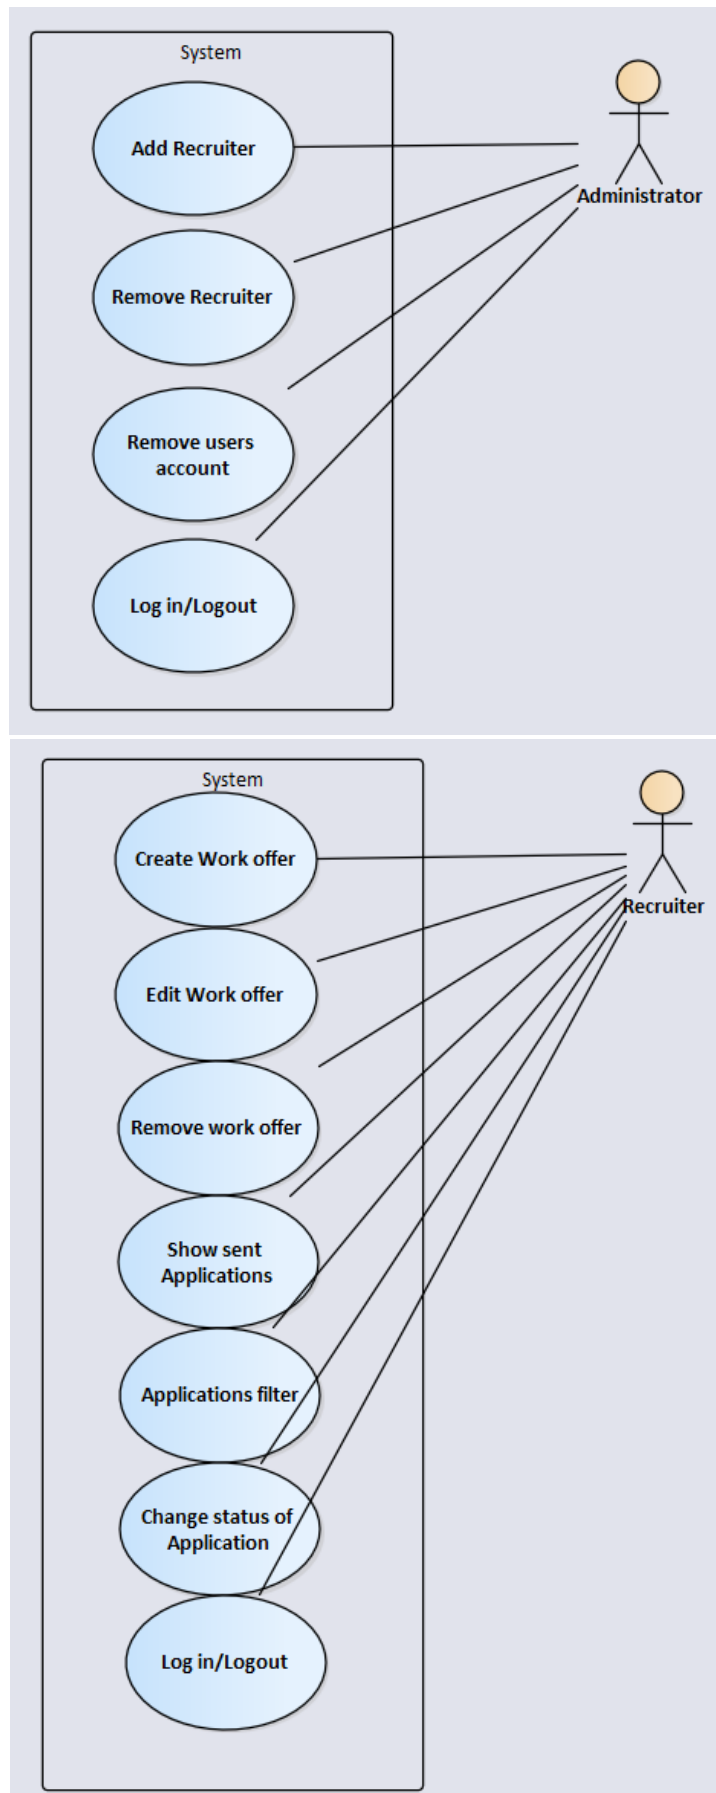 System
Add Recruiter
Administrator
Remove Recruiter
Remove users
account
Log in/Logout
System
Create Work offer
Recruiter
Edit Work offer
Remove work offer
Show sent
Applications
Applications filter
Change status of
Application
Log in/Logout